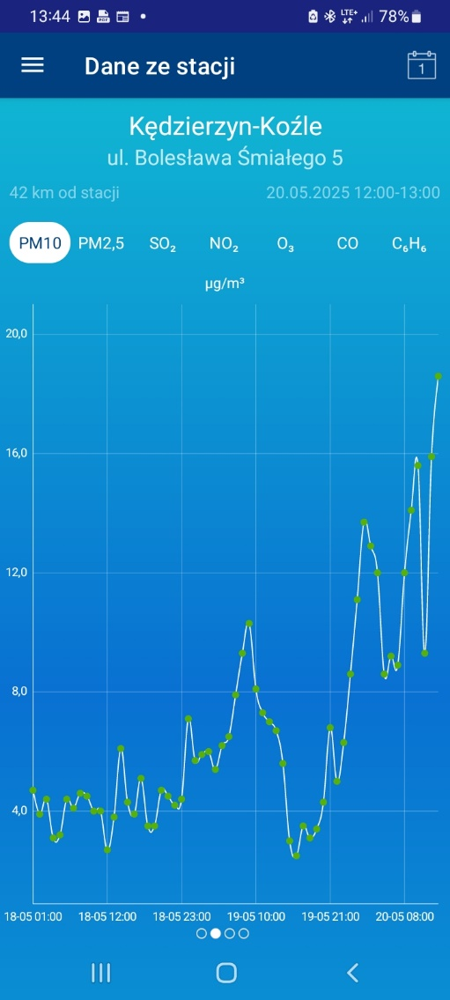 13:44 LTE+ 78%
Dane ze stacji 1
Kędzierzyn-Koźle
ul. Bolesława Śmiałego 5
42 km od stacji 20.05.2025 12:00-13:00
PM10 PM2,5 SO₂ NO₂ O₃ CO C₆H₆
µg/m³
20,0
16,0
12,0
8,0
4,0
18-05 01:00 18-05 12:00 18-05 23:00 19-05 10:00 19-05 21:00 20-05 08:00